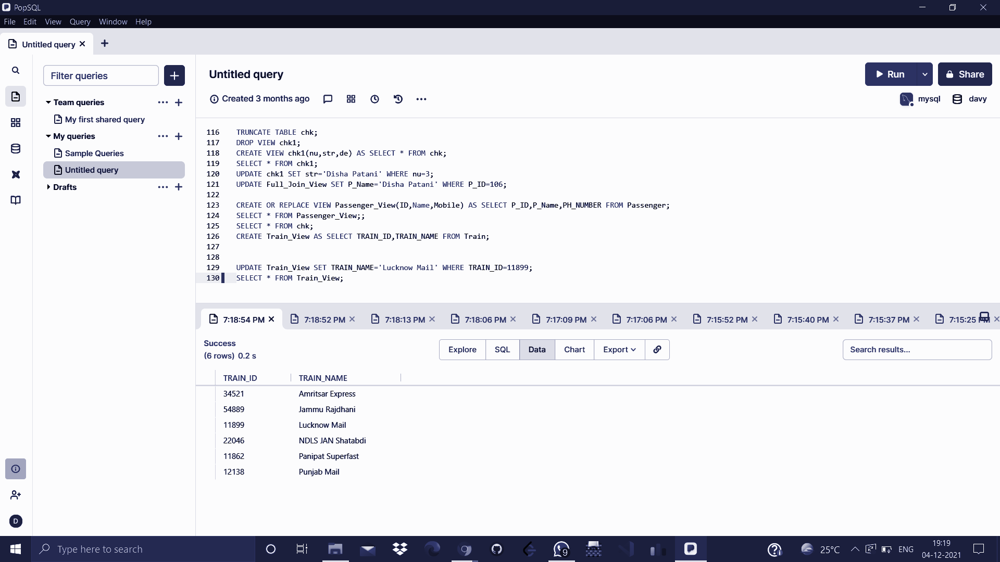 PopSQL
File Edit View Query Window Help
Untitled query
Filter queries
Team queries
My first shared query
My queries
Sample Queries
Untitled query
Drafts
D
Untitled query
Run
Share
Created 3 months ago
mysql
davy
116 TRUNCATE TABLE chk;
117 DROP VIEW chk1;
118 CREATE VIEW chk1(nu,str,de) AS SELECT * FROM chk;
119 SELECT * FROM chk1;
120 UPDATE chk1 SET str='Disha Patani' WHERE nu=3;
121 UPDATE Full_Join_View SET P_Name='Disha Patani' WHERE P_ID=106;
122
123 CREATE OR REPLACE VIEW Passenger_View(ID,Name,Mobile) AS SELECT P_ID,P_Name,PH_NUMBER FROM Passenger;
124 SELECT * FROM Passenger_View;;
125 SELECT * FROM chk;
126 CREATE Train_View AS SELECT TRAIN_ID,TRAIN_NAME FROM Train;
127
128
129 UPDATE Train_View SET TRAIN_NAME='Lucknow Mail' WHERE TRAIN_ID=11899;
130 SELECT * FROM Train_View;
7:18:54 PM 7:18:52 PM 7:18:13 PM 7:18:06 PM 7:17:09 PM 7:17:06 PM 7:15:52 PM 7:15:40 PM 7:15:37 PM 7:15:25 PM
Success
(6 rows) 0.2 s
Explore SQL Data Chart Export
Search results...
TRAIN_ID TRAIN_NAME
34521 Amritsar Express
54889 Jammu Rajdhani
11899 Lucknow Mail
22046 NDLS JAN Shatabdi
11862 Panipat Superfast
12138 Punjab Mail
Type here to search
9
25°C
ENG
19:19
04-12-2021